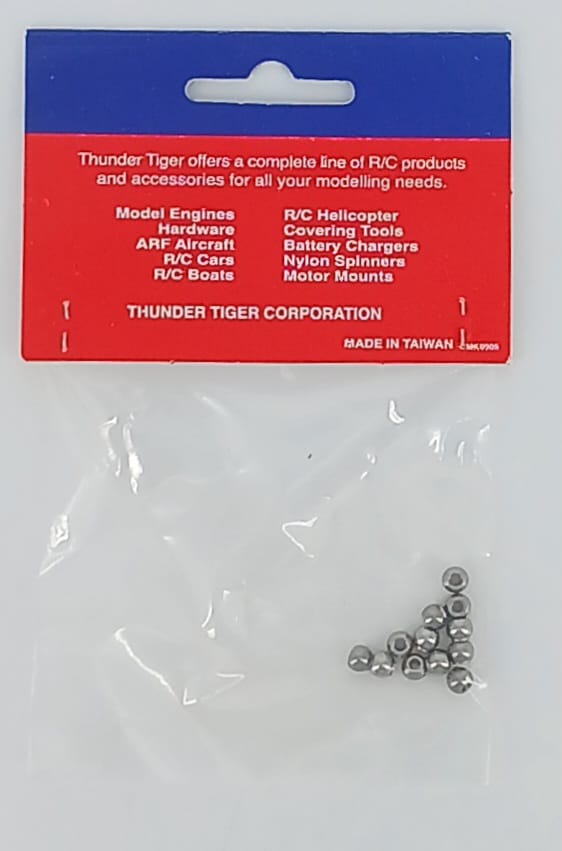 Thunder Tiger offers a complete line of R/C products
and accessories for all your modelling needs.
Model Engines
Hardware
ARF Aircraft
R/C Cars
R/C Boats
R/C Helicopter
Covering Tools
Battery Chargers
Nylon Spinners
Motor Mounts
THUNDER TIGER CORPORATION
MADE IN TAIWAN